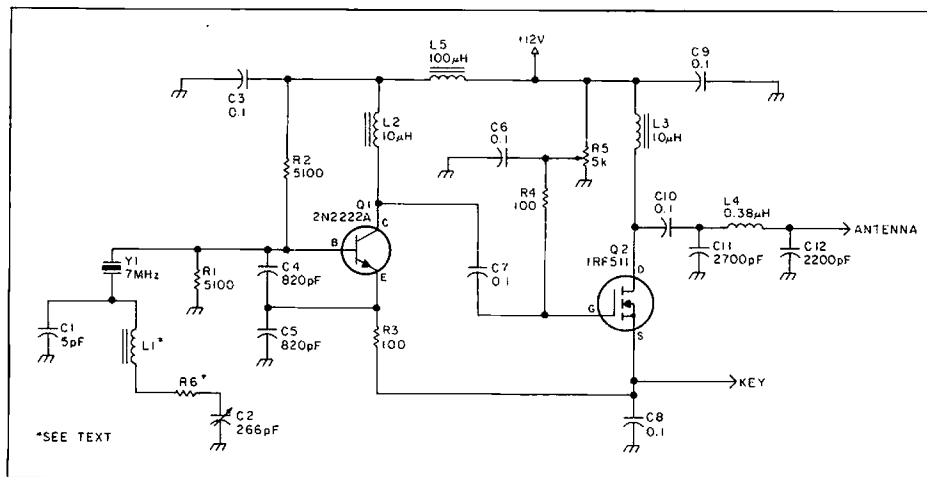 L5
100µH
+12V
C9
0.1
C3
0.1
L2
10µH
L3
10µH
C6
0.1
R5
5k
R2
5100
R4
100
C10
0.1
L4
0.38µH
Q1
2N2222A
C
B
E
ANTENNA
Q2
IRF511
C11
2700pF
C12
2200pF
Y1
7MHz
R1
5100
C4
820pF
C7
0.1
D
G
S
C1
5pF
L1*
C5
820pF
R3
100
R6*
KEY
C2
266pF
C8
0.1
*SEE TEXT